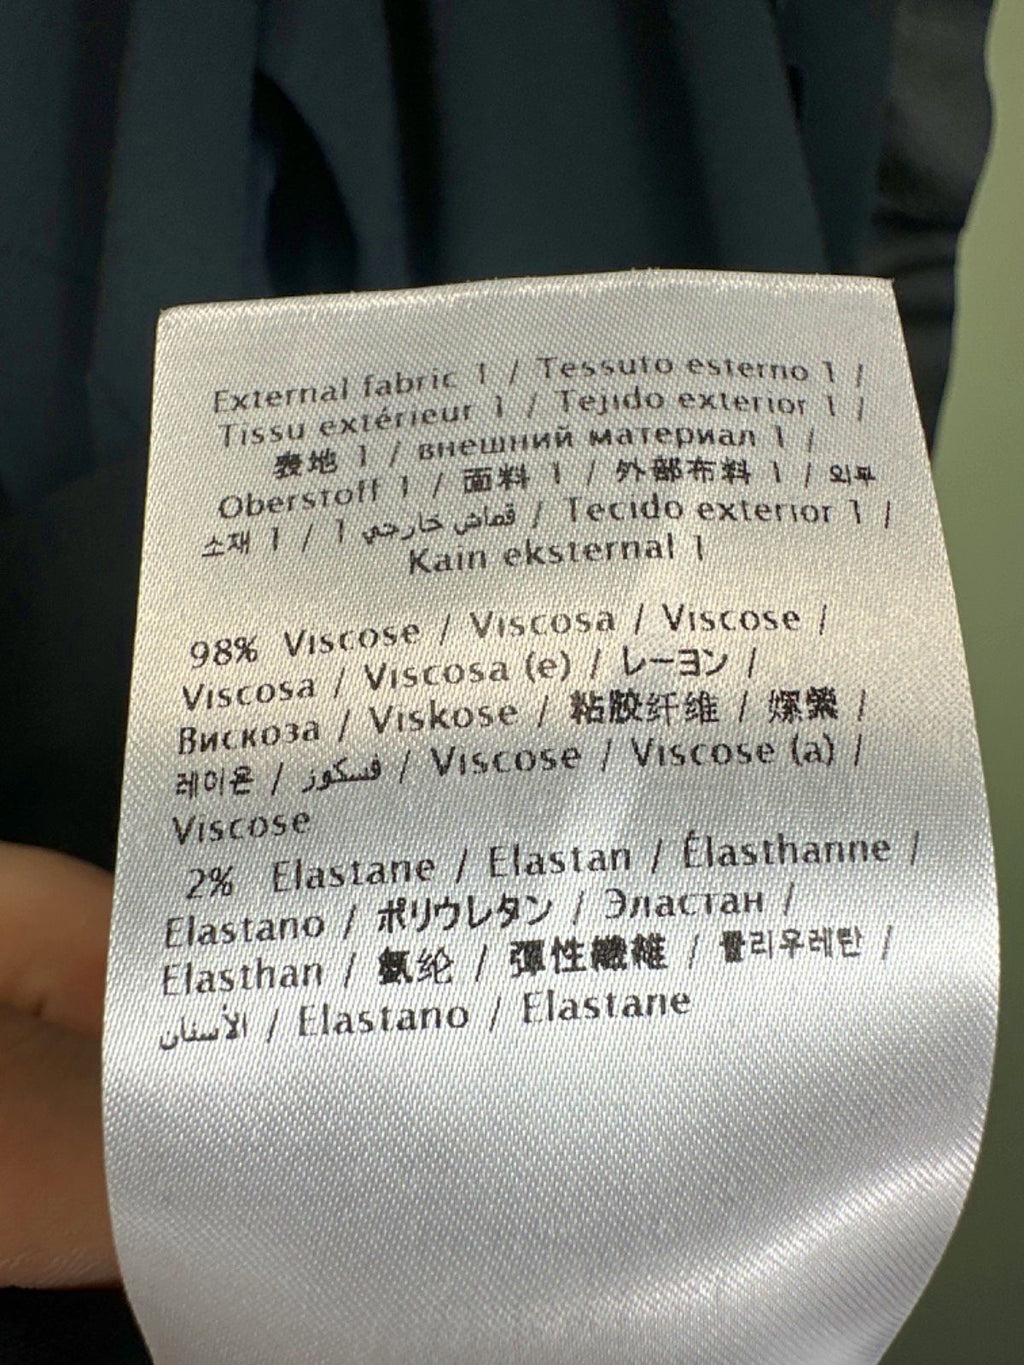 External fabric 1 / Tessuto esterno 1 /
Tissu extérieur 1 / Tejido exterior 1 /
表地 1 / внешний материал 1 /
Oberstoff 1 / 面料 1 / 外部布料 1 / 외부
소재 1 / 1 قماش خارجي / Tecido exterior 1 /
Kain eksternal 1
98% Viscose / Viscosa / Viscose /
Viscosa / Viscosa (e) / レーヨン /
Вискоза / Viskose / 粘胶纤维 / 嫘縈 /
레이온 / فسكوز / Viscose / Viscose (a) /
Viscose
2% Elastane / Elastan / Élasthanne /
Elastano / ポリウレタン / Эластан /
Elasthan / 氨纶 / 彈性纖維 / 폴리우레탄 /
الأستان / Elastano / Elastane